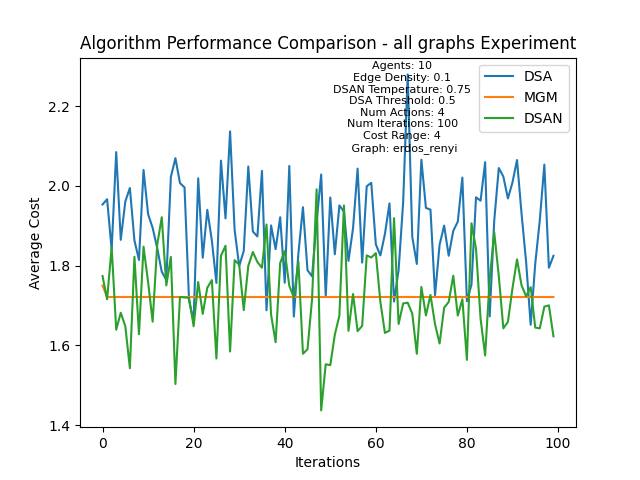 Algorithm Performance Comparison - all graphs Experiment
Agents: 10
Edge Density: 0.1
DSAN Temperature: 0.75
DSA Threshold: 0.5
Num Actions: 4
Num Iterations: 100
Cost Range: 4
Graph: erdos_renyi
DSA
MGM
DSAN
2.2
2.0
1.8
1.6
1.4
Average Cost
0
20
40
60
80
100
Iterations